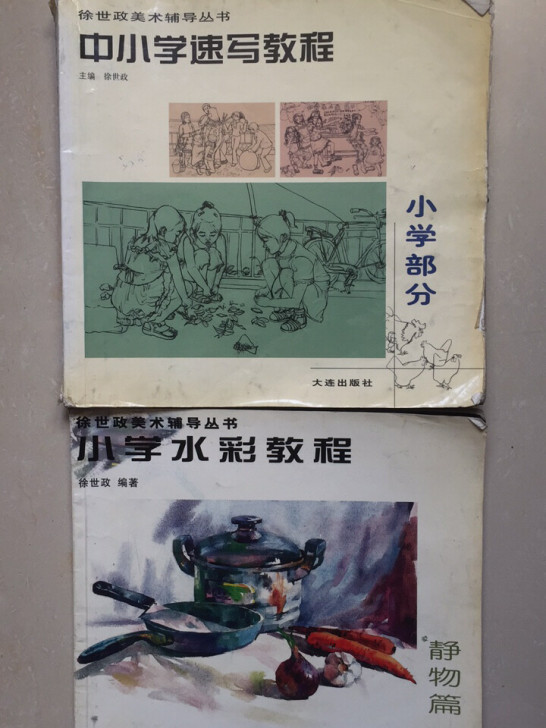 徐世政美术辅导丛书
中小学速写教程
主编 徐世政
小学部分
大连出版社
徐世政美术辅导丛书
小学水彩教程
徐世政 编著
静物篇